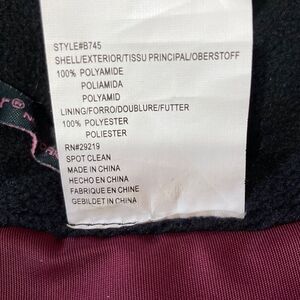 STYLE#B745
SHELL/EXTERIOR/TISSU PRINCIPAL/OBERSTOFF
100% POLYAMIDE
POLIAMIDA
POLYAMID
LINING/FORRO/DOUBLURE/FUTTER
100% POLYESTER
POLIESTER
RN#29219
SPOT CLEAN
MADE IN CHINA
HECHO EN CHINA
FABRIQUE EN CINE
GEBILDET IN CHINA